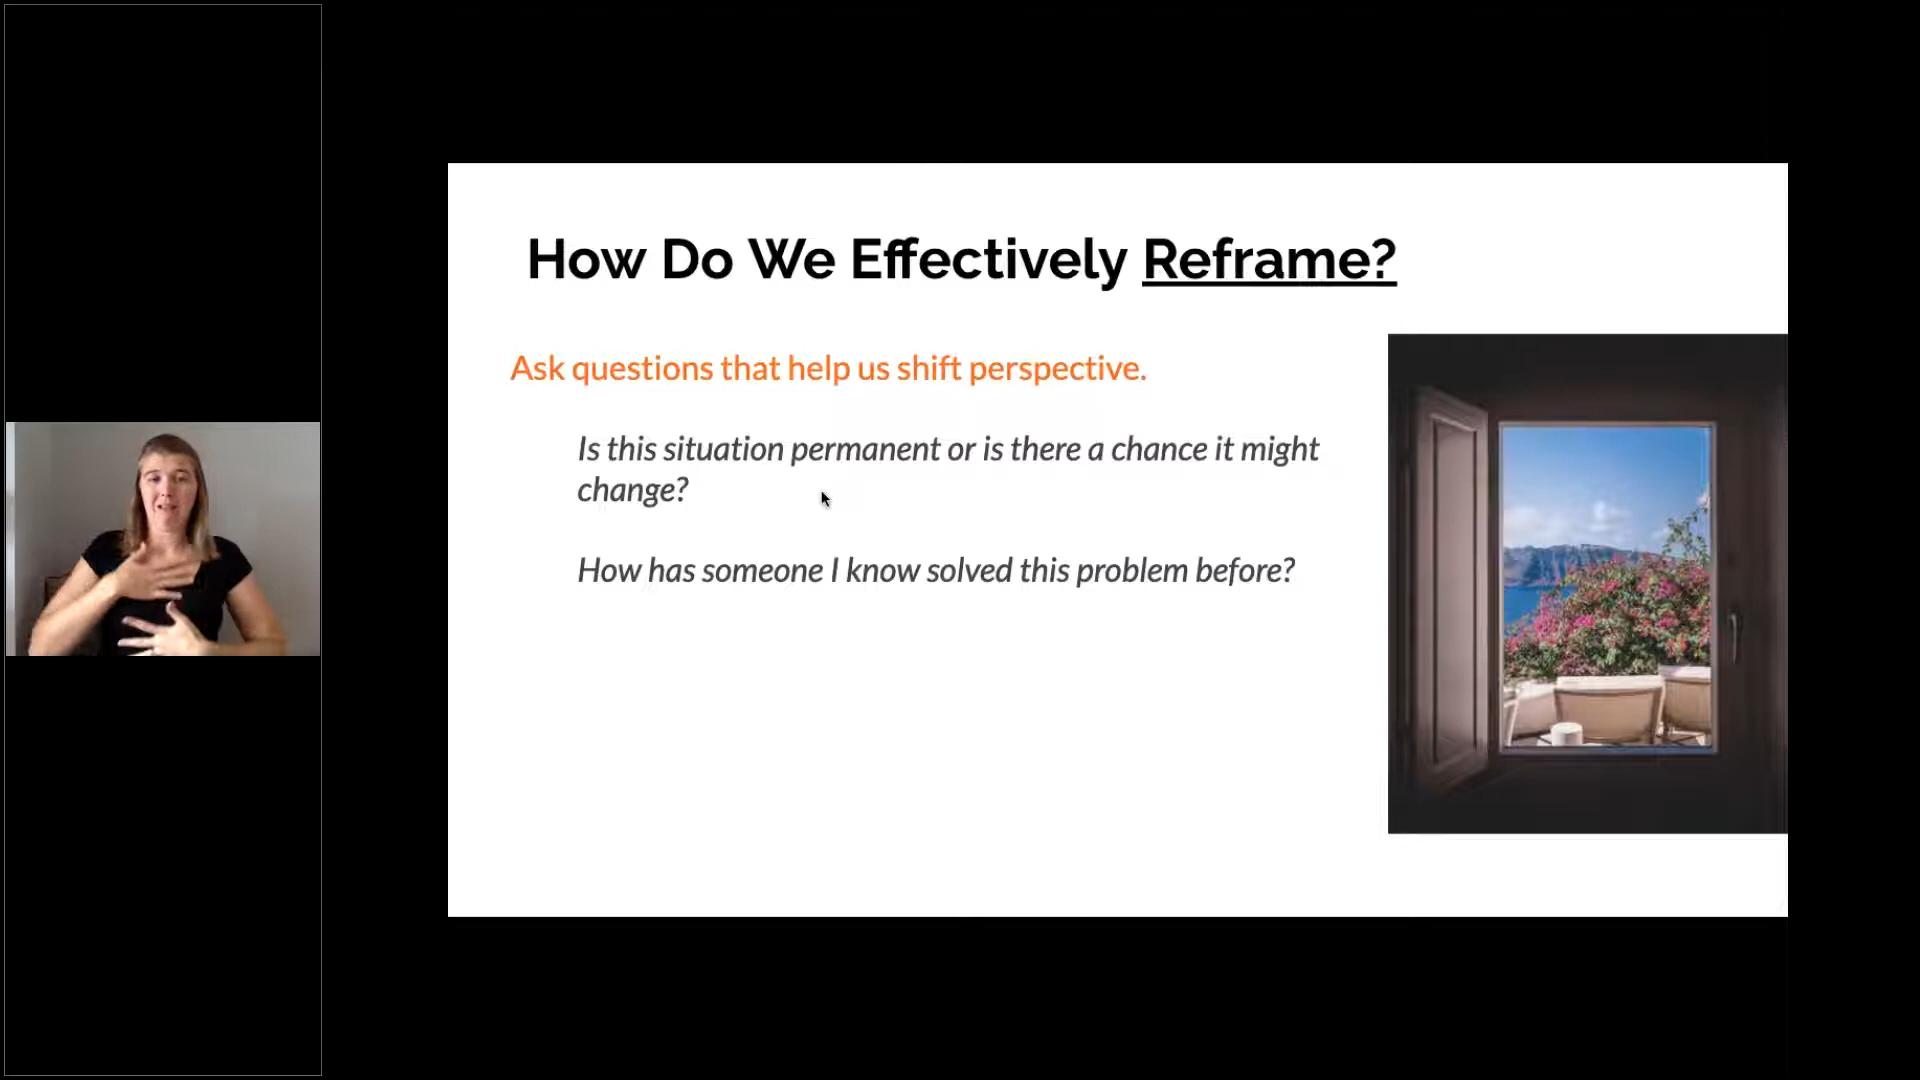 How Do We Effectively Reframe?
Ask questions that help us shift perspective.
Is this situation permanent or is there a chance it might
change?
How has someone I know solved this problem before?